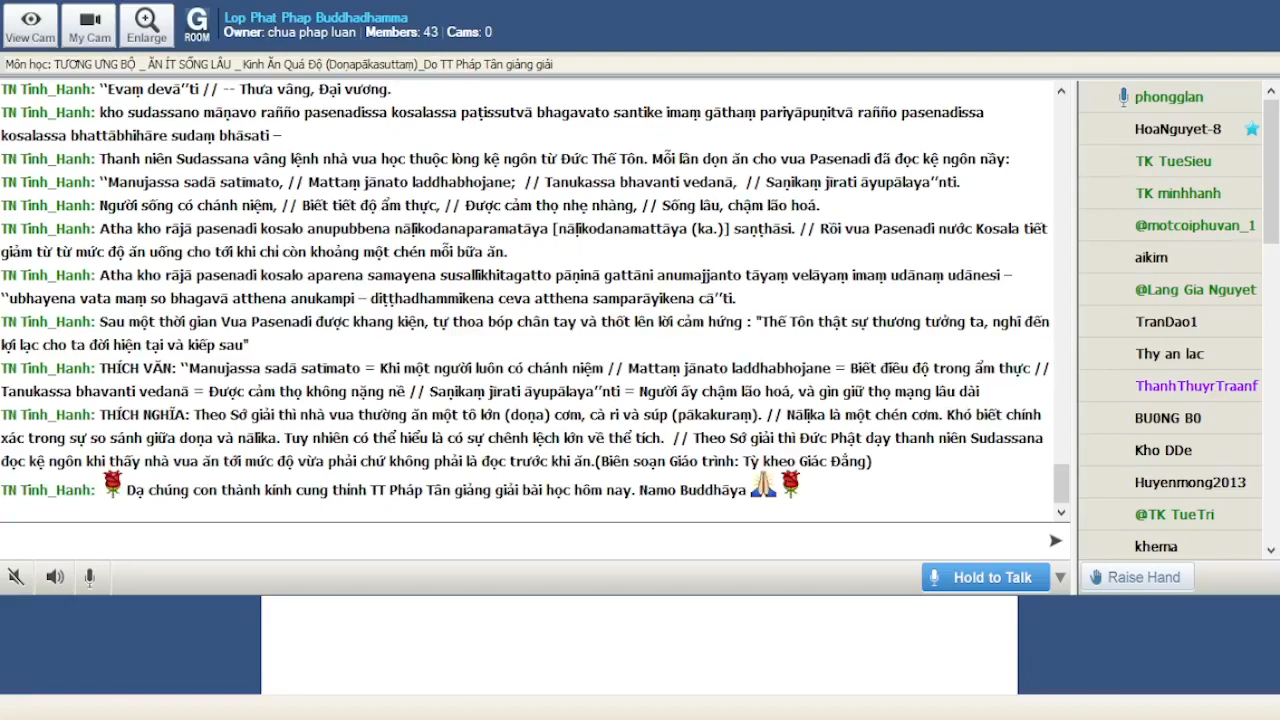 Lop Phat Phap Buddhadhamma
View Cam
My Cam
Enlarge
G ROOM
Owner: chua phap luan | Members: 43 | Cams: 0
Môn học: TƯƠNG ƯNG BỘ _ ĂN ÍT SỐNG LÂU _ Kinh Ăn Quá Độ (Doṇapākasuttaṃ)_Do TT Pháp Tân giảng giải
TN Tinh_Hanh: ‘‘Evaṃ devā’’ti // -- Thưa vâng, Đại vương.
TN Tinh_Hanh: kho sudassano māṇavo rañño pasenadissa kosalassa paṭissutvā bhagavato santike imaṃ gāthaṃ pariyāpuṇitvā rañño pasenadissa
kosalassa bhattābhihāre sudaṃ bhāsati –
TN Tinh_Hanh: Thanh niên Sudassana vâng lệnh nhà vua học thuộc lòng kệ ngôn từ Đức Thế Tôn. Mỗi lần dọn ăn cho vua Pasenadi đã đọc kệ ngôn nầy:
TN Tinh_Hanh: ‘‘Manujassa sadā satīmato, // Mattaṃ jānato laddhabhojane; // Tanukassa bhavanti vedanā, // Saṇikaṃ jīrati āyupālaya’’nti.
TN Tinh_Hanh: Người sống có chánh niệm, // Biết tiết độ ẩm thực, // Được cảm thọ nhẹ nhàng, // Sống lâu, chậm lão hoá.
TN Tinh_Hanh: Atha kho rājā pasenadi kosalo anupubbena nāḷikodanaparamatāya [nāḷikodanamattāya (ka.)] saṇṭhāsi. // Rồi vua Pasenadi nước Kosala tiết
giảm từ từ mức độ ăn uống cho tới khi chỉ còn khoảng một chén mỗi bữa ăn.
TN Tinh_Hanh: Atha kho rājā pasenadi kosalo aparena samayena susallikhitagatto pāṇinā gattāni anumajjanto tāyaṃ velāyaṃ imaṃ udānaṃ udānesi –
‘‘ubhayena vata maṃ so bhagavā atthena anukampi – diṭṭhadhammikena ceva atthena samparāyikena cā’’ti.
TN Tinh_Hanh: Sau một thời gian Vua Pasenadi được khang kiện, tự thoa bóp chân tay và thốt lên lời cảm hứng : "Thế Tôn thật sự thương tưởng ta, nghĩ đến
lợi lạc cho ta đời hiện tại và kiếp sau"
TN Tinh_Hanh: THÍCH VĂN: ‘‘Manujassa sadā satīmato = Khi một người luôn có chánh niệm // Mattaṃ jānato laddhabhojane = Biết điều độ trong ẩm thực //
Tanukassa bhavanti vedanā = Được cảm thọ không nặng nề // Saṇikaṃ jīrati āyupālaya’’nti = Người ấy chậm lão hoá, và gìn giữ thọ mạng lâu dài
TN Tinh_Hanh: THÍCH NGHĨA: Theo Sớ giải thì nhà vua thường ăn một tô lớn (doṇa) cơm, cà ri và súp (pākakuraṃ). // Nāḷika là một chén cơm. Khó biết chính
xác trong sự so sánh giữa doṇa và nāḷika. Tuy nhiên có thể hiểu là có sự chênh lệch lớn về thể tích. // Theo Sớ giải thì Đức Phật dạy thanh niên Sudassana
đọc kệ ngôn khi thấy nhà vua ăn tới mức độ vừa phải chứ không phải là đọc trước khi ăn.(Biên soạn Giáo trình: Tỳ kheo Giác Đẳng)
TN Tinh_Hanh: 🌹Dạ chúng con thành kính cung thỉnh TT Pháp Tân giảng giải bài học hôm nay. Namo Buddhāya 🙏🌹
Hold to Talk
phongglan
HoaNguyet-8
TK TueSieu
TK minhhanh
@motcoiphuvan_1
aikim
@Lang Gia Nguyet
TranDao1
Thy an lac
ThanhThuyrTraanf
BU0NG B0
Kho DDe
Huyenmong2013
@TK TueTri
khema
Raise Hand